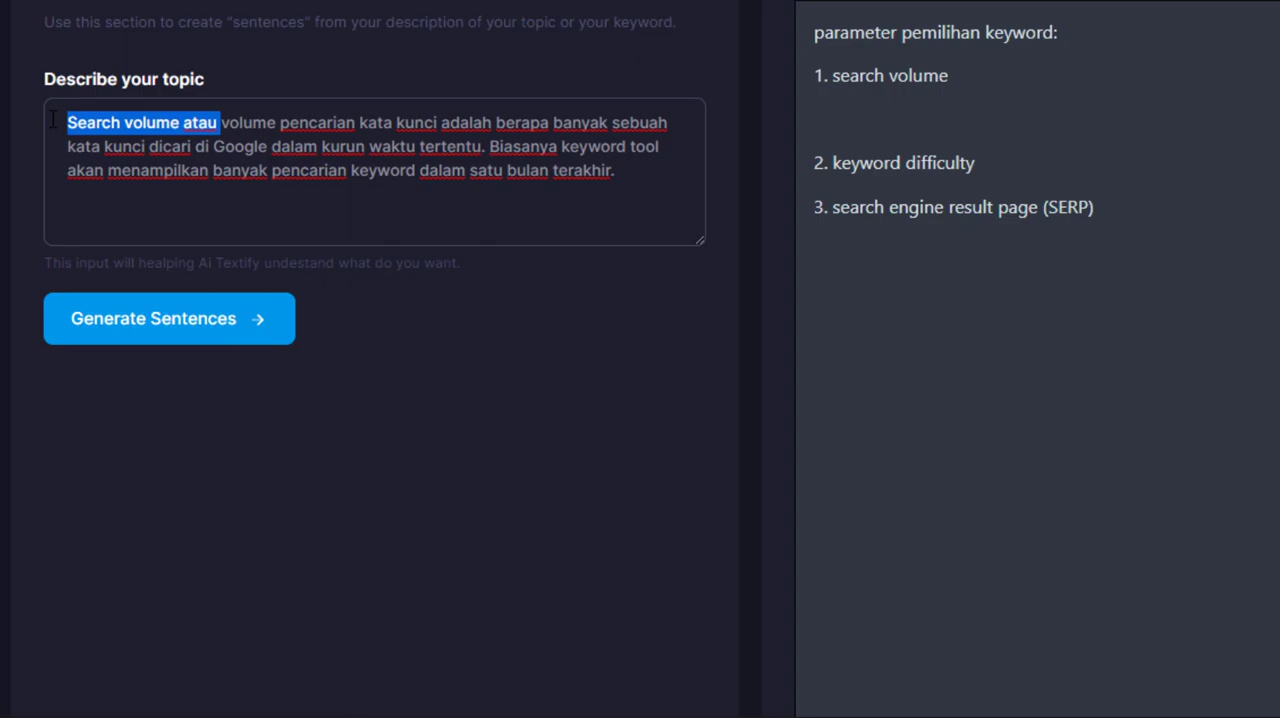 Use this section to create “sentences” from your description of your topic or your keyword.
Describe your topic
Search volume atau volume pencarian kata kunci adalah berapa banyak sebuah
kata kunci dicari di Google dalam kurun waktu tertentu. Biasanya keyword tool
akan menampilkan banyak pencarian keyword dalam satu bulan terakhir.
This input will healping Ai Textify undestand what do you want.
Generate Sentences →
parameter pemilihan keyword:
1. search volume
2. keyword difficulty
3. search engine result page (SERP)